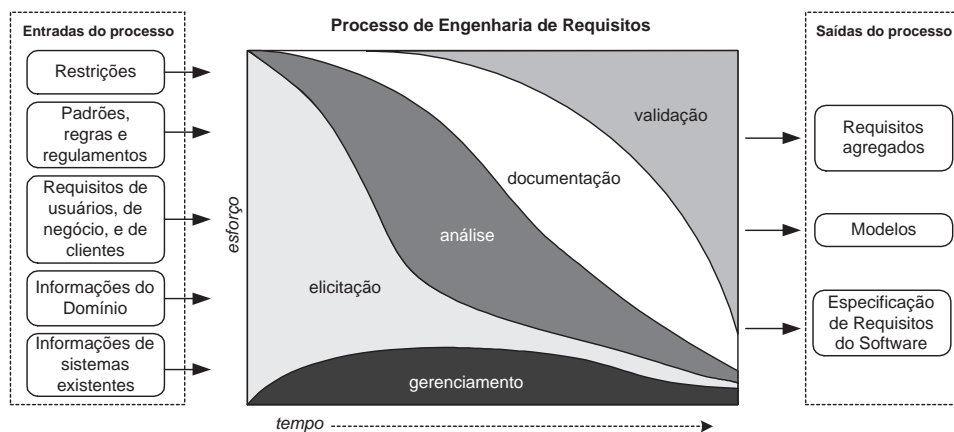 Processo de Engenharia de Requisitos
Entradas do processo
Restrições
Padrões,
regras e
regulamentos
Requisitos de
usuários, de
negócio, e de
clientes
Informações do
Domínio
Informações de
sistemas
existentes
esforço
elicitação
análise
documentação
validação
gerenciamento
tempo
Saídas do processo
Requisitos
agregados
Modelos
Especificação
de Requisitos
do Software